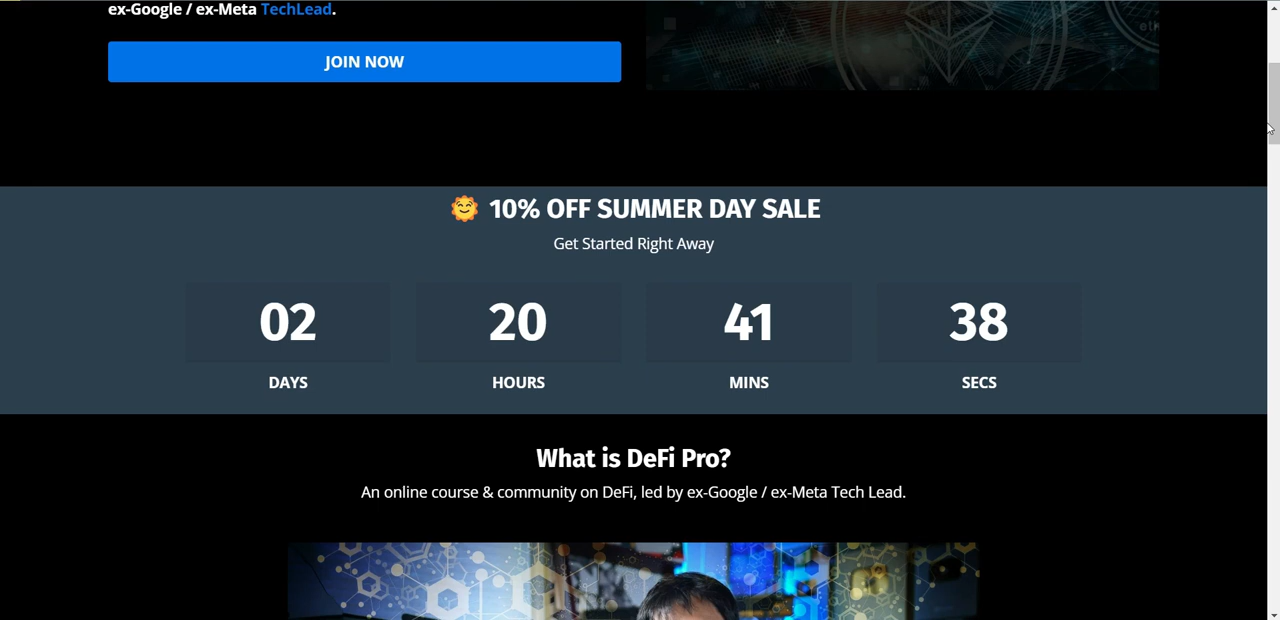 ex-Google / ex-Meta TechLead.
JOIN NOW
eth
🌞 10% OFF SUMMER DAY SALE
Get Started Right Away
02 20 41 38
DAYS HOURS MINS SECS
What is DeFi Pro?
An online course & community on DeFi, led by ex-Google / ex-Meta Tech Lead.